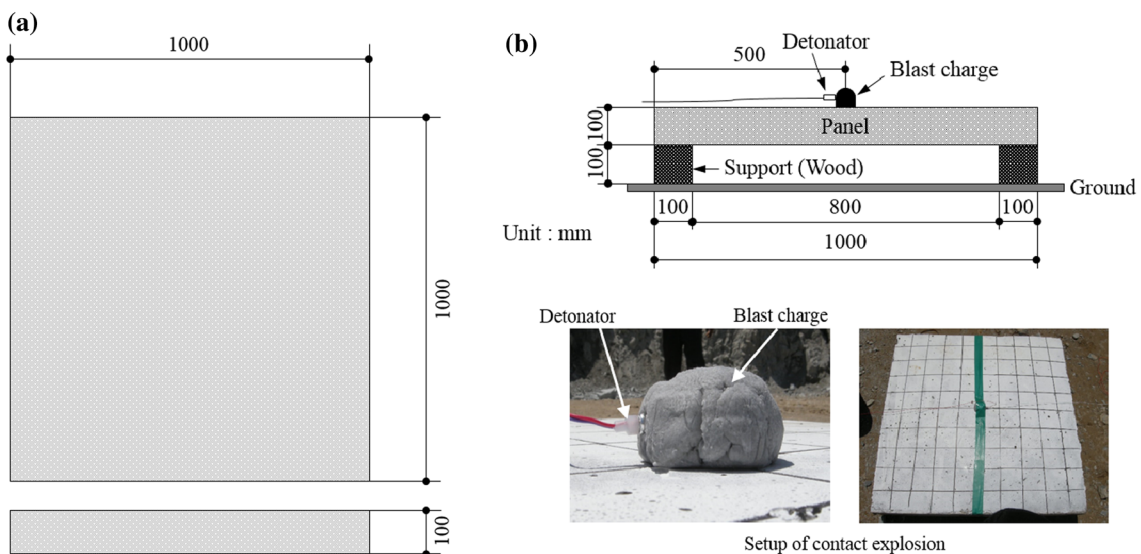 (a)
1000
1000
100
(b)
Detonator
500
Blast charge
100
Panel
100
Support (Wood)
Ground
100
800
100
Unit : mm
1000
Detonator
Blast charge
Setup of contact explosion